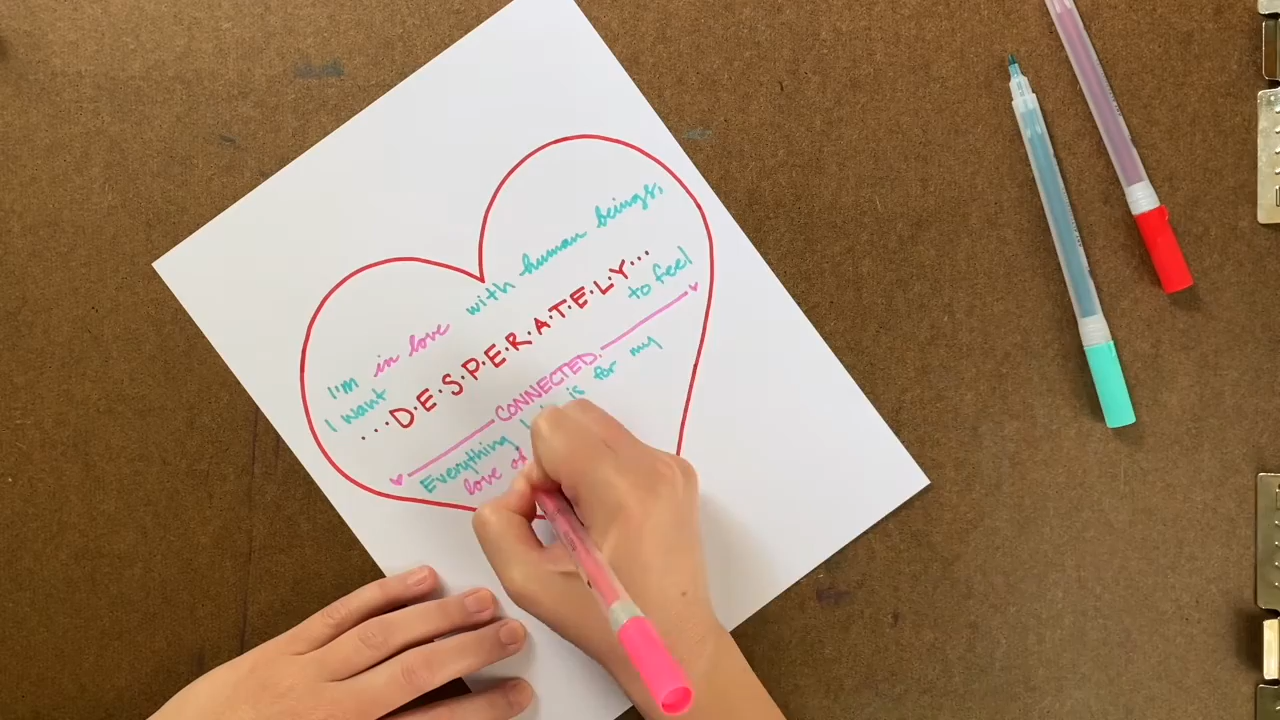 I'm in love with human beings,
I want
...D·E·S·P·E·R·A·T·E·L·Y...
to feel
CONNECTED.
Everything is for my
love of